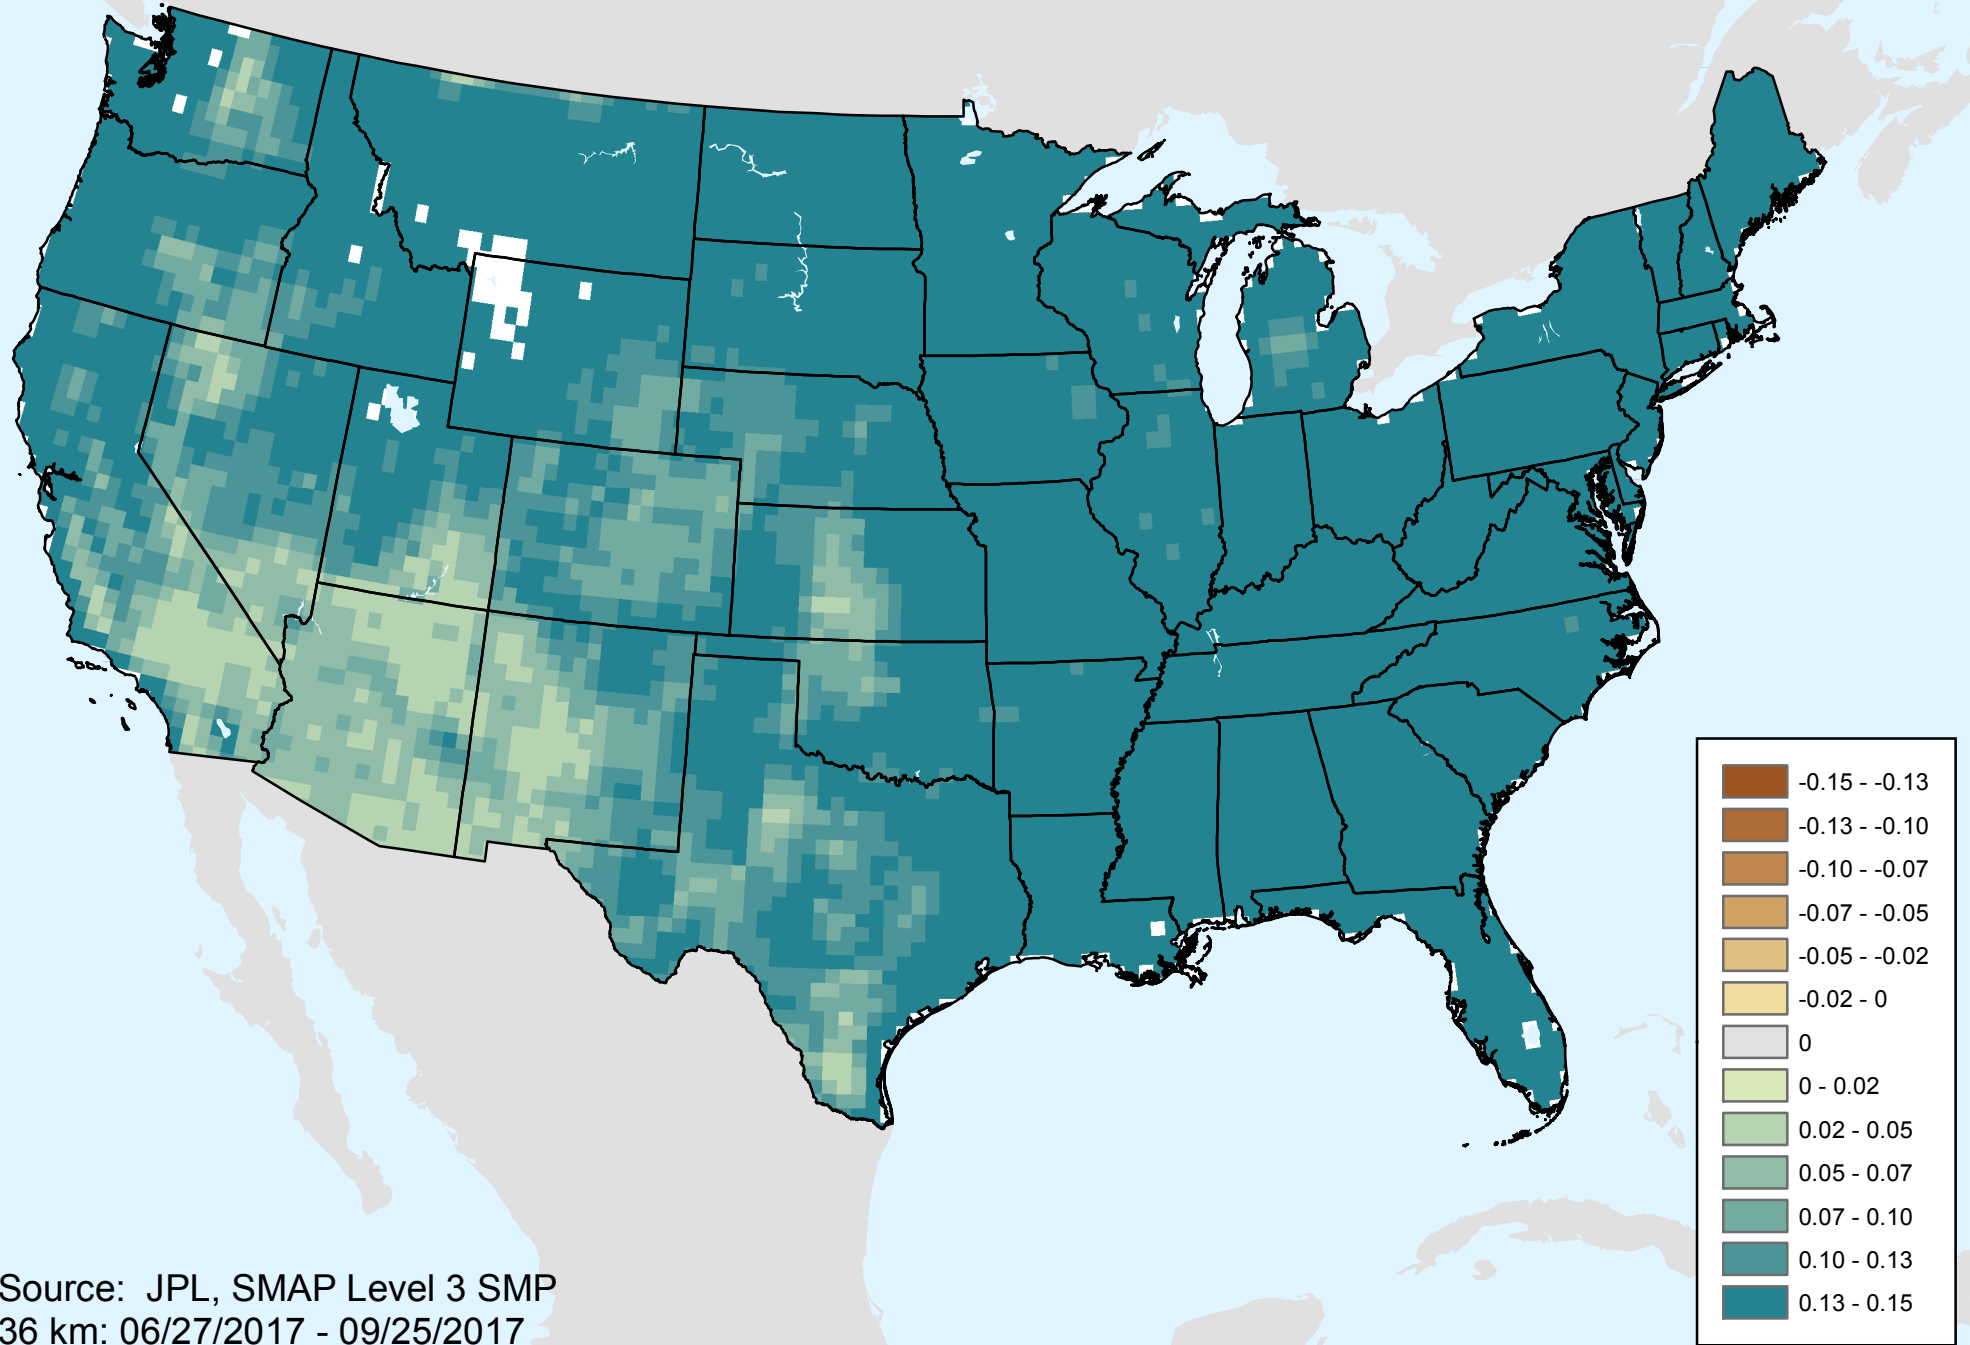 -0.15 - -0.13
-0.13 - -0.10
-0.10 - -0.07
-0.07 - -0.05
-0.05 - -0.02
-0.02 - 0
0
0 - 0.02
0.02 - 0.05
0.05 - 0.07
0.07 - 0.10
0.10 - 0.13
0.13 - 0.15
Source: JPL, SMAP Level 3 SMP
36 km: 06/27/2017 - 09/25/2017